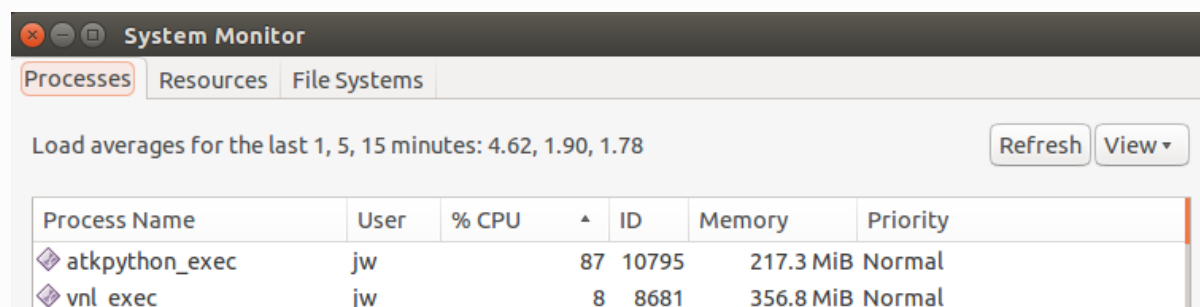 System Monitor
Processes Resources File Systems
Load averages for the last 1, 5, 15 minutes: 4.62, 1.90, 1.78 Refresh View
Process Name User % CPU ID Memory Priority
atkpython_exec jw 87 10795 217.3 MiB Normal
vnl_exec jw 8 8681 356.8 MiB Normal